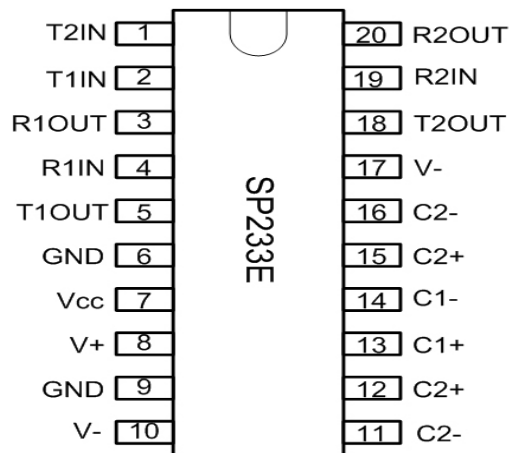 T2IN 1 20 R2OUT
T1IN 2 19 R2IN
R1OUT 3 18 T2OUT
R1IN 4 17 V-
T1OUT 5 16 C2-
GND 6 15 C2+
Vcc 7 14 C1-
V+ 8 13 C1+
GND 9 12 C2+
V- 10 11 C2-
SP233E